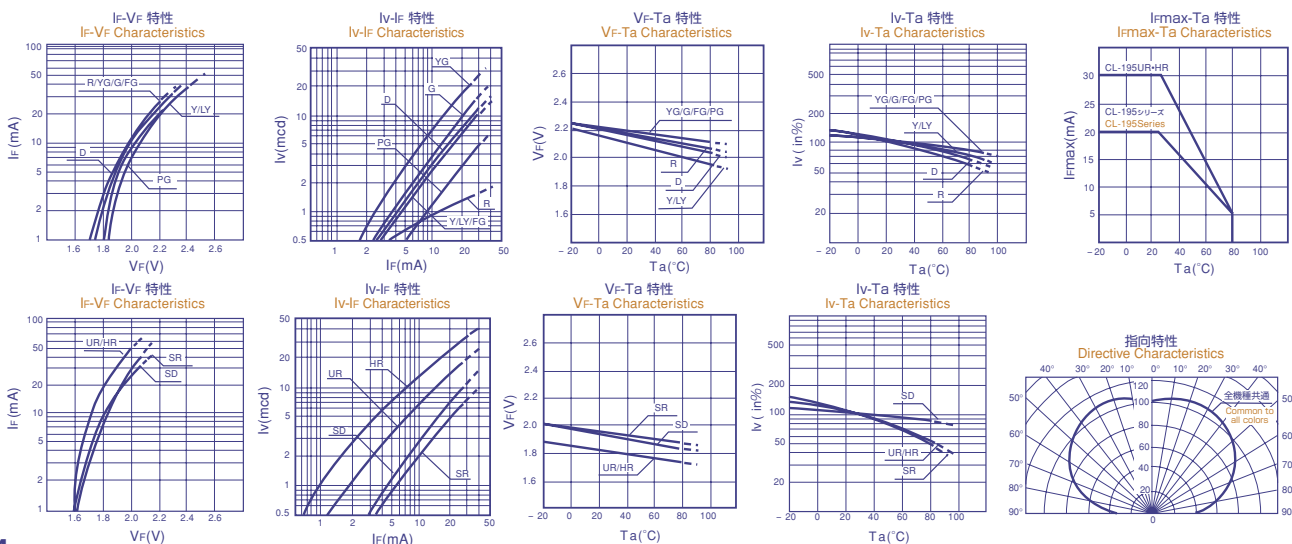 IF-VF 特性
IF-VF Characteristics
100
50
10
5
2
1
IF(mA)
R/YG/G/FG
Y/LY
D
PG
1.6 1.8 2.0 2.2 2.6
VF(V)
Iv-IF 特性
Iv-IF Characteristics
50
10
5
2
1
0.5
Iv(mcd)
YG
D
G
PG
R
Y/LY/FG
1 2 5 10 50
IF(mA)
VF-Ta 特性
VF-Ta Characteristics
2.6
2.4
2.2
2.0
1.8
1.6
VF(V)
YG/G/FG/PG
R
D
Y/LY
−20 0 20 40 60 80 100
Ta(°C)
Iv-Ta 特性
Iv-Ta Characteristics
500
200
100
50
20
Iv ( in%)
YG/G/FG/PG
Y/LY
D
R
−20 0 20 40 60 80 100
Ta(°C)
IFmax-Ta 特性
IFmax-Ta Characteristics
30
25
20
15
10
5
IFmax(mA)
CL-195UR•HR
CL-195シリーズ
CL-195Series
−20 0 20 40 60 80 100
Ta(°C)
IF-VF 特性
IF-VF Characteristics
100
50
10
5
2
1
IF(mA)
UR/HR
SR
SD
1.6 1.8 2.0 2.2 2.6
VF(V)
Iv-IF 特性
Iv-IF Characteristics
50
10
5
2
1
0.5
Iv(mcd)
HR
UR
SD
SR
1 2 5 10 50
IF(mA)
VF-Ta 特性
VF-Ta Characteristics
2.6
2.4
2.2
2.0
1.8
1.6
VF(V)
SR
SD
UR/HR
−20 0 20 40 60 80 100
Ta(°C)
Iv-Ta 特性
Iv-Ta Characteristics
500
200
100
50
20
Iv ( in%)
SD
UR/HR
SR
−20 0 20 40 60 80 100
Ta(°C)
指向特性
Directive Characteristics
40° 30° 20° 10° 0° 10° 20° 30° 40°
50°
60°
70°
80°
90°
120
100
80
60
40
20
0
全機種共通
Common to
all colors
50
60
70
80
90